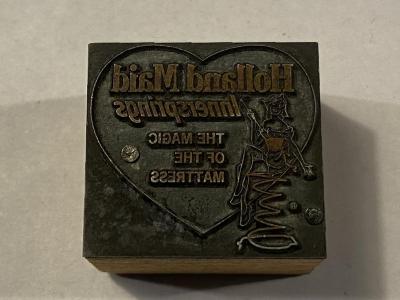 Holland Maid
Innersprings
THE MAGIC
OF THE
MATTRESS